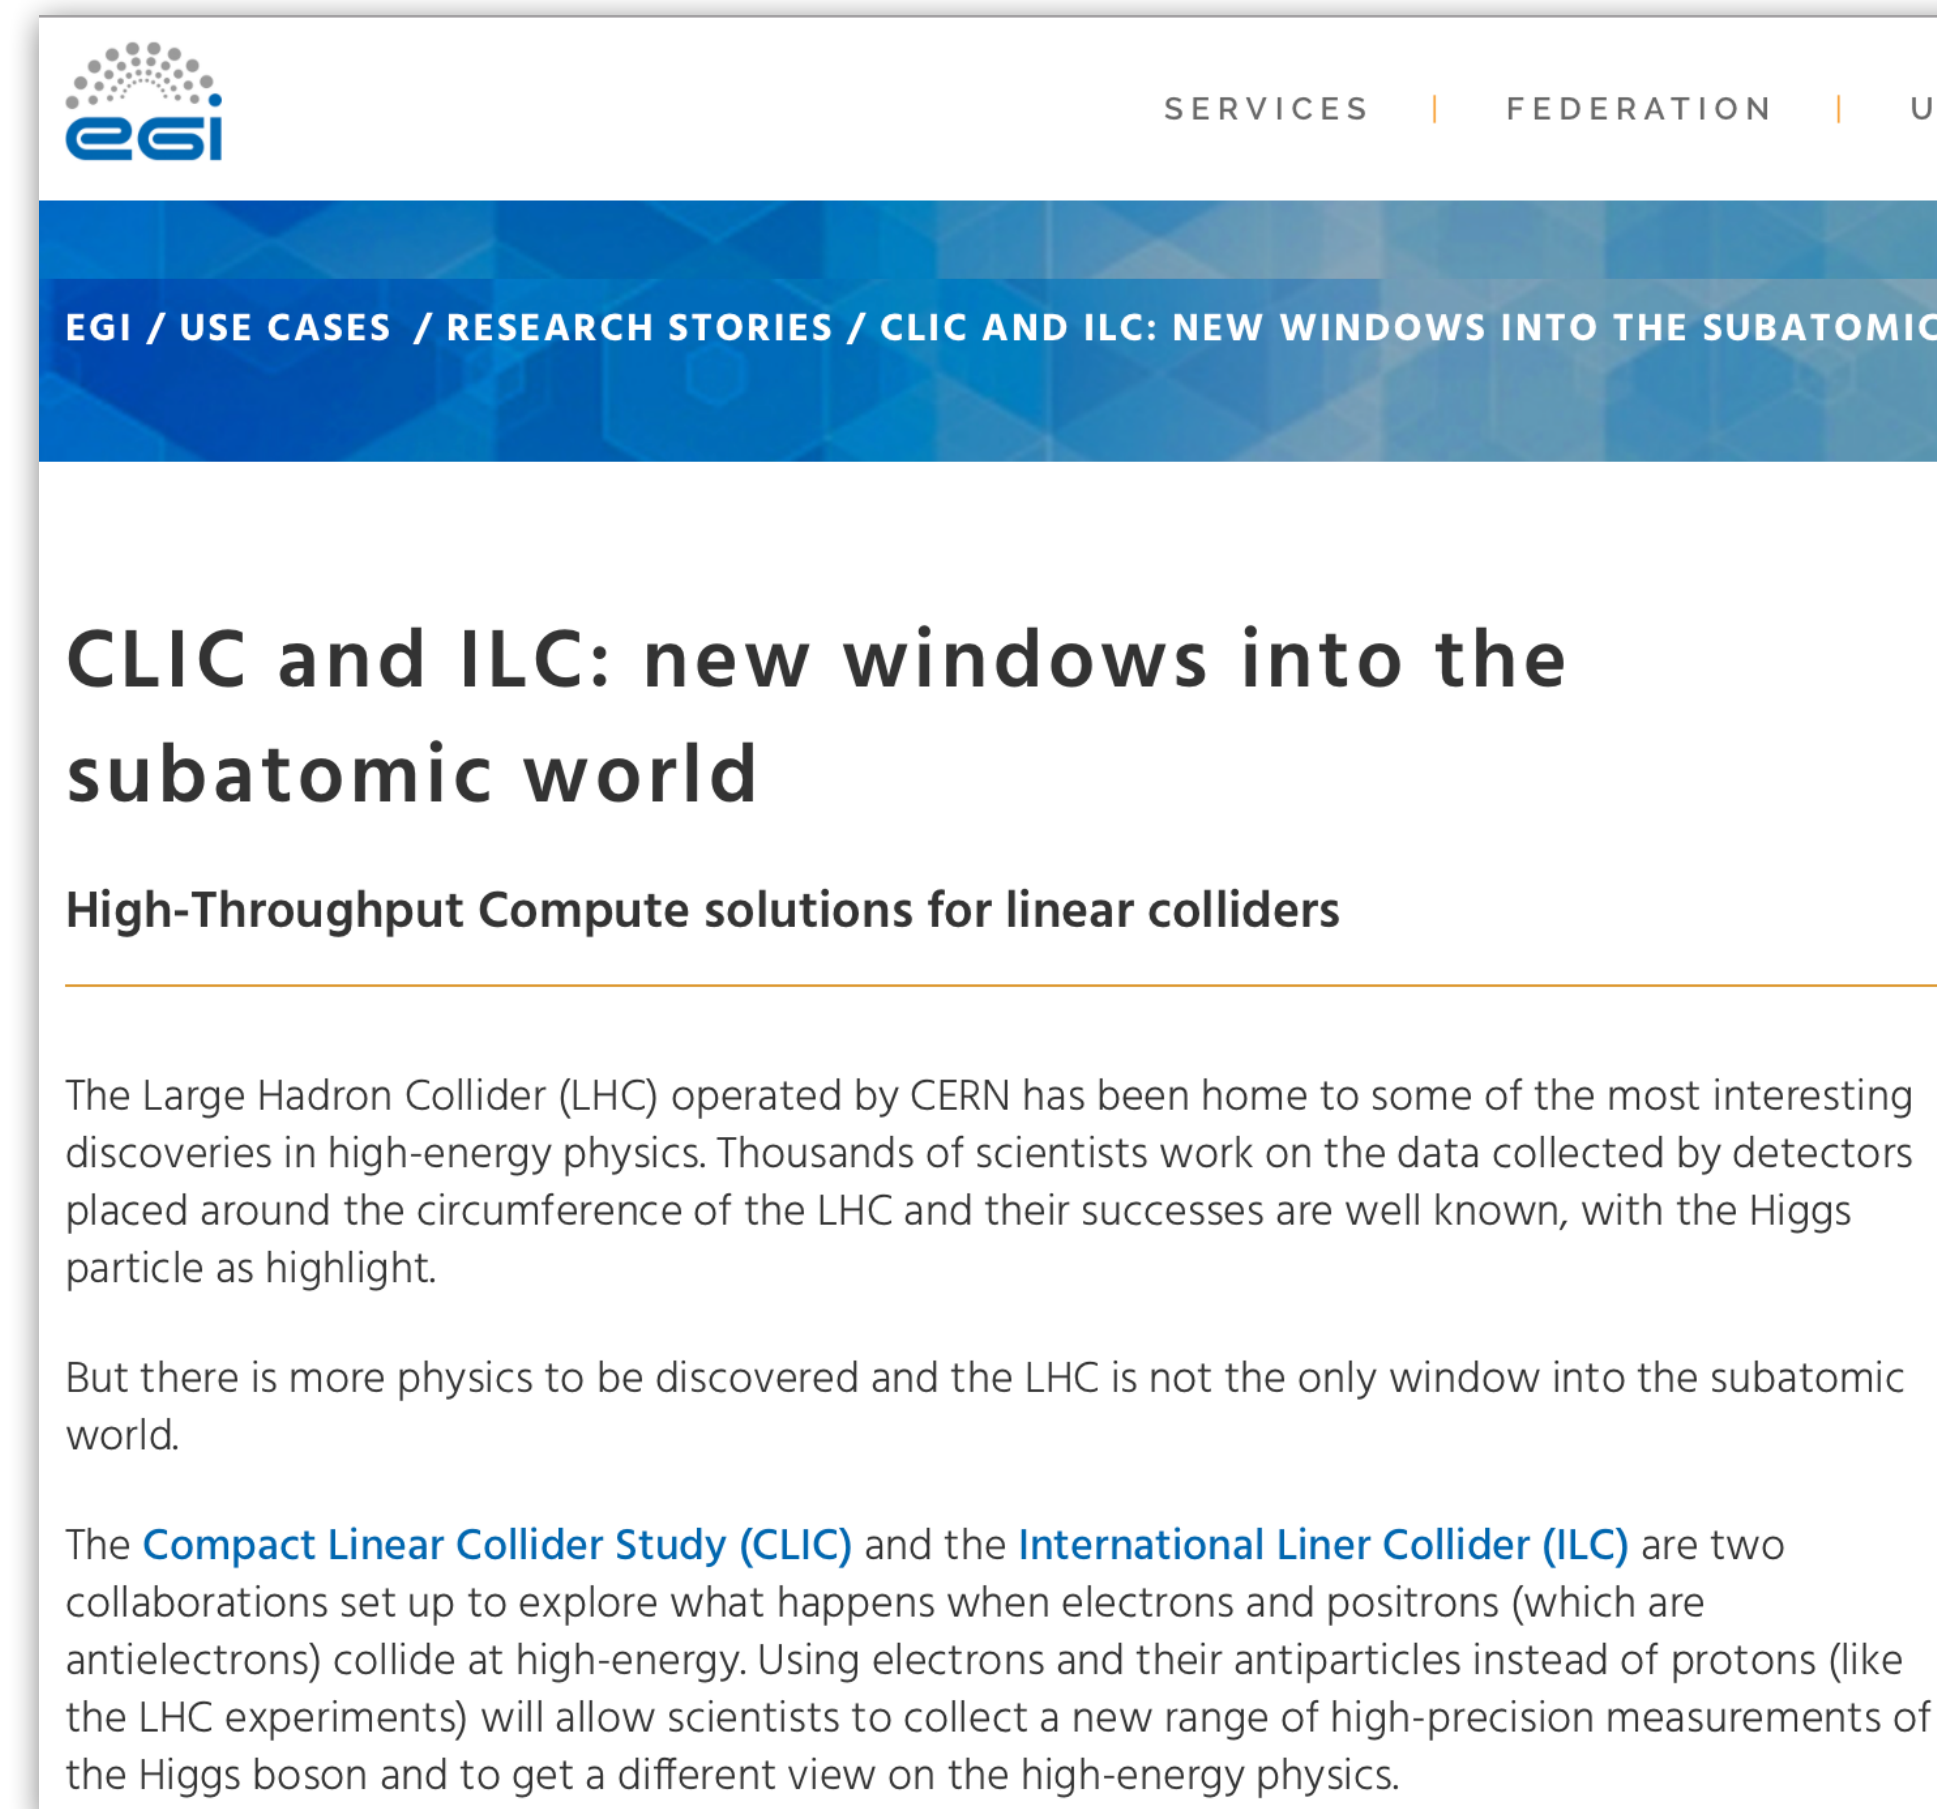 egi
SERVICES | FEDERATION | U
EGI / USE CASES / RESEARCH STORIES / CLIC AND ILC: NEW WINDOWS INTO THE SUBATOMIC
CLIC and ILC: new windows into the
subatomic world
High-Throughput Compute solutions for linear colliders
The Large Hadron Collider (LHC) operated by CERN has been home to some of the most interesting
discoveries in high-energy physics. Thousands of scientists work on the data collected by detectors
placed around the circumference of the LHC and their successes are well known, with the Higgs
particle as highlight.
But there is more physics to be discovered and the LHC is not the only window into the subatomic
world.
The Compact Linear Collider Study (CLIC) and the International Liner Collider (ILC) are two
collaborations set up to explore what happens when electrons and positrons (which are
antielectrons) collide at high-energy. Using electrons and their antiparticles instead of protons (like
the LHC experiments) will allow scientists to collect a new range of high-precision measurements of
the Higgs boson and to get a different view on the high-energy physics.